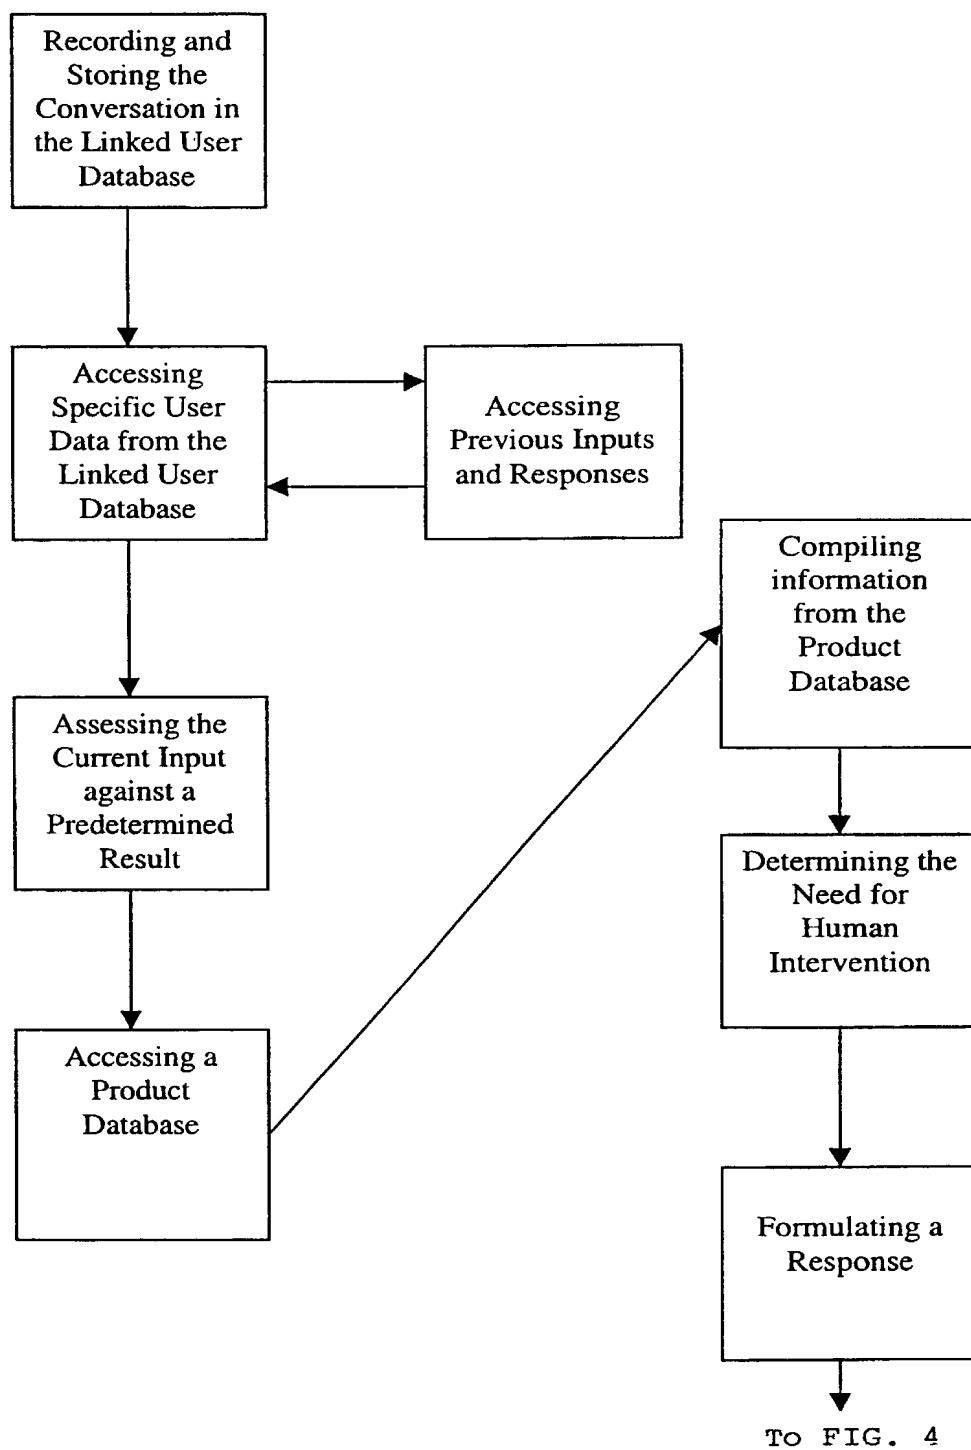 Recording and
Storing the
Conversation in
the Linked User
Database
Accessing
Specific User
Data from the
Linked User
Database
Accessing
Previous Inputs
and Responses
Assessing the
Current Input
against a
Predetermined
Result
Accessing a
Product
Database
Compiling
information
from the
Product
Database
Determining the
Need for
Human
Intervention
Formulating a
Response
To FIG. 4